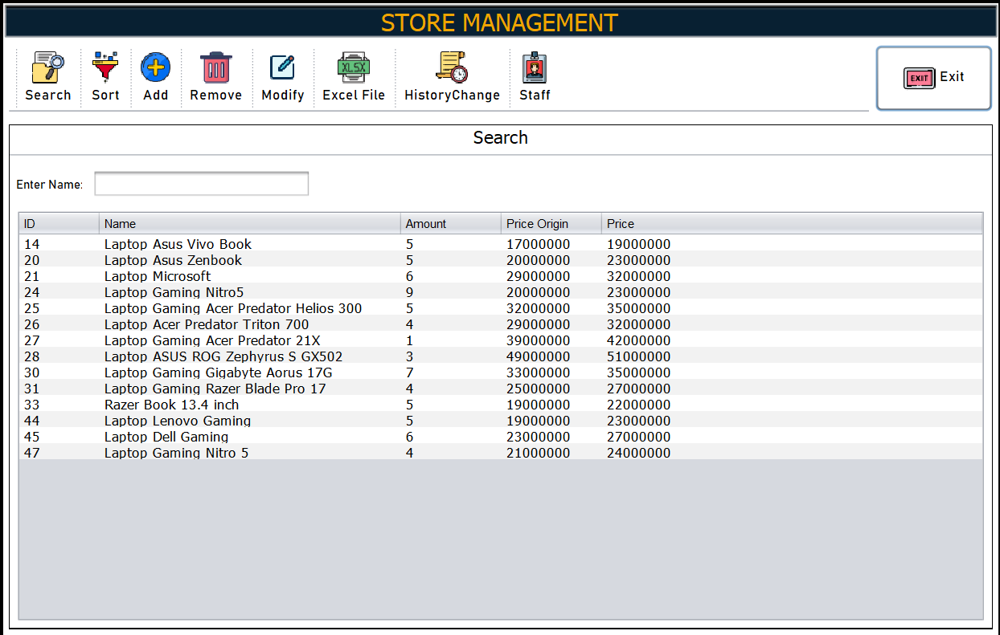 STORE MANAGEMENT
XLSX
EXIT Exit
Search Sort Add Remove Modify Excel File HistoryChange Staff
Search
Enter Name:
ID Name Amount Price Origin Price
14 Laptop Asus Vivo Book 5 17000000 19000000
20 Laptop Asus Zenbook 5 20000000 23000000
21 Laptop Microsoft 6 29000000 32000000
24 Laptop Gaming Nitro5 9 20000000 23000000
25 Laptop Gaming Acer Predator Helios 300 5 32000000 35000000
26 Laptop Acer Predator Triton 700 4 29000000 32000000
27 Laptop Gaming Acer Predator 21X 1 39000000 42000000
28 Laptop ASUS ROG Zephyrus S GX502 3 49000000 51000000
30 Laptop Gaming Gigabyte Aorus 17G 7 33000000 35000000
31 Laptop Gaming Razer Blade Pro 17 4 25000000 27000000
33 Razer Book 13.4 inch 5 19000000 22000000
44 Laptop Lenovo Gaming 5 19000000 23000000
45 Laptop Dell Gaming 6 23000000 27000000
47 Laptop Gaming Nitro 5 4 21000000 24000000